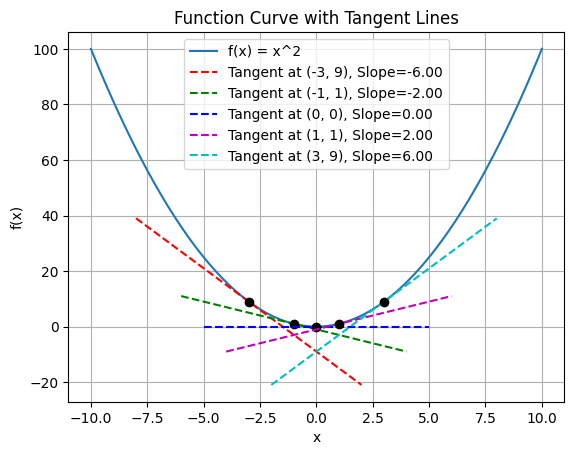 Function Curve with Tangent Lines
f(x) = x^2
Tangent at (-3, 9), Slope=-6.00
Tangent at (-1, 1), Slope=-2.00
Tangent at (0, 0), Slope=0.00
Tangent at (1, 1), Slope=2.00
Tangent at (3, 9), Slope=6.00
100
80
60
40
20
0
−20
f(x)
−10.0 −7.5 −5.0 −2.5 0.0 2.5 5.0 7.5 10.0
x